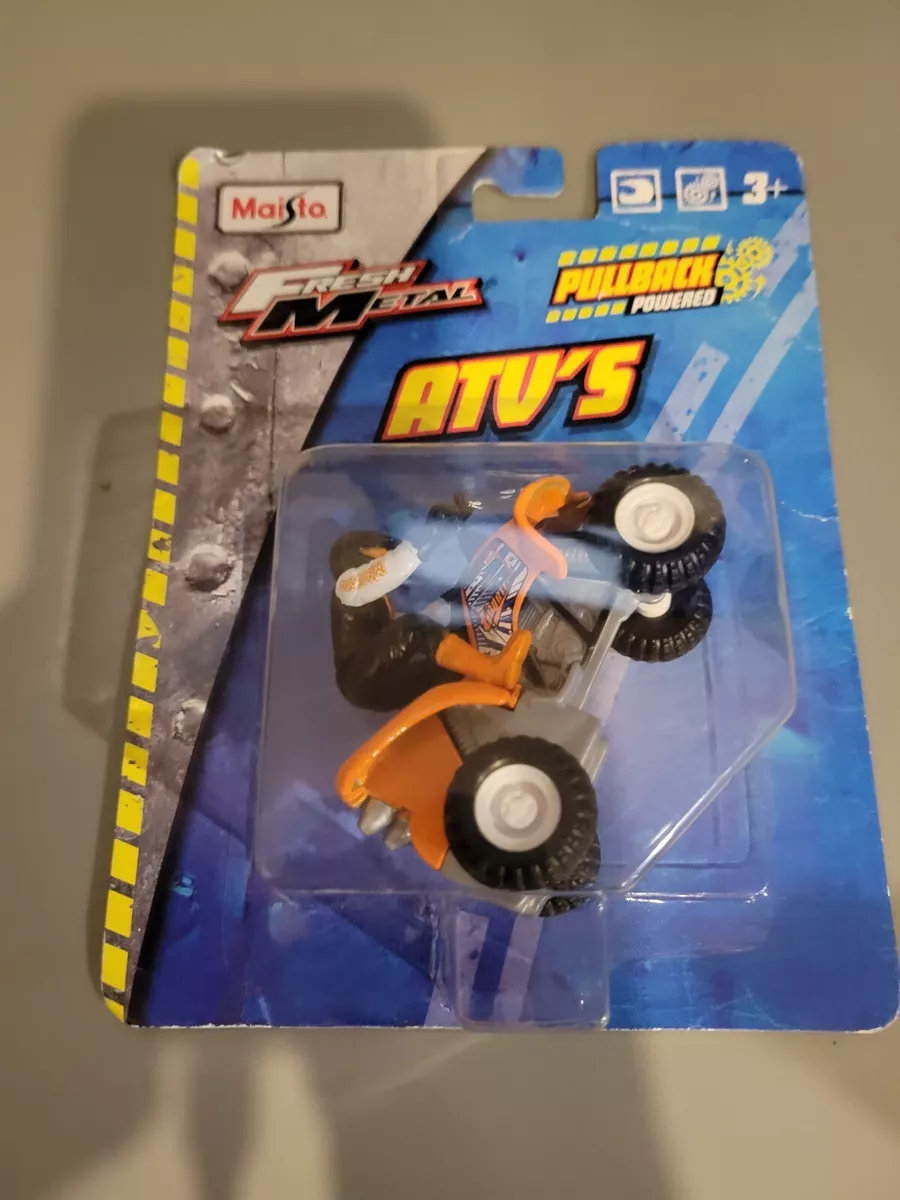 Maisto
FRESH
METAL
3+
PULLBACK
POWERED
ATV'S